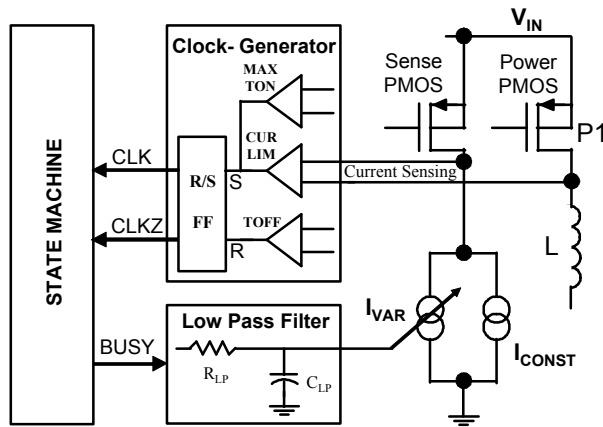 Clock- Generator
MAX
TON
CUR
LIM
TOFF
R/S
FF
S
R
CLK
CLKZ
BUSY
STATE MACHINE
Low Pass Filter
R_LP
C_LP
V_IN
Sense
PMOS
Power
PMOS
P1
Current Sensing
L
I_VAR
I_CONST